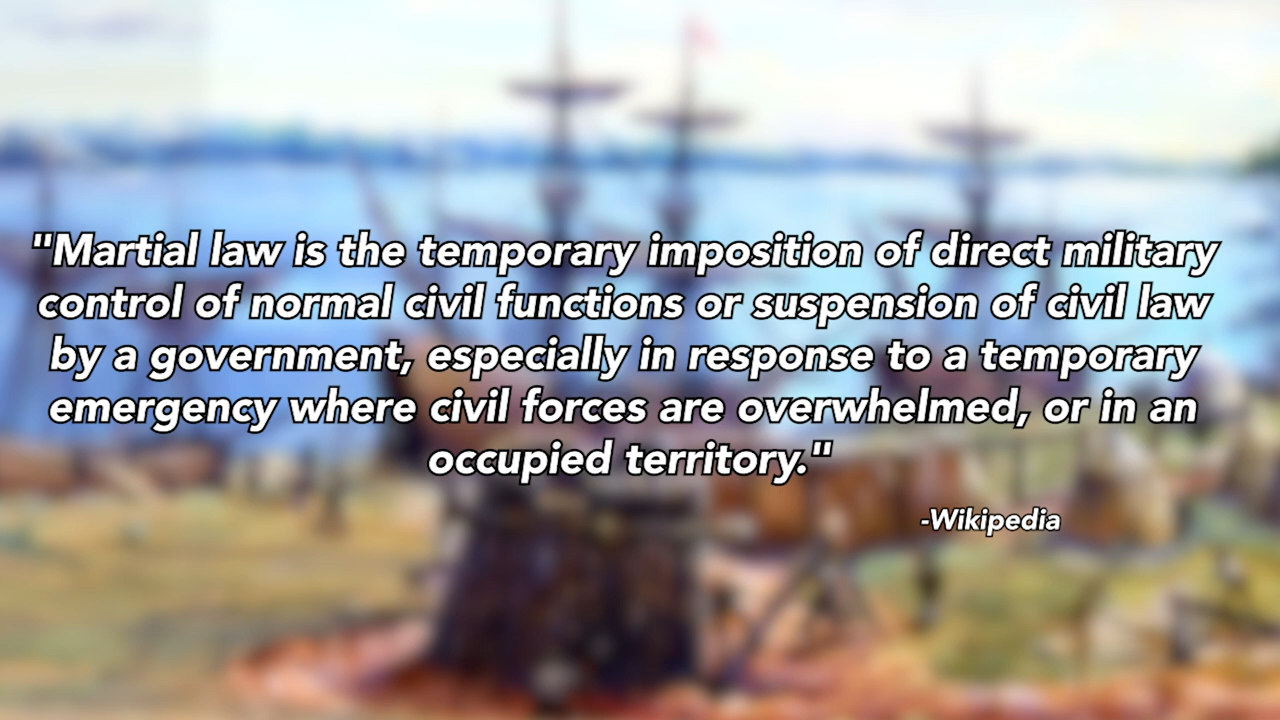 "Martial law is the temporary imposition of direct military
control of normal civil functions or suspension of civil law
by a government, especially in response to a temporary
emergency where civil forces are overwhelmed, or in an
occupied territory."
-Wikipedia